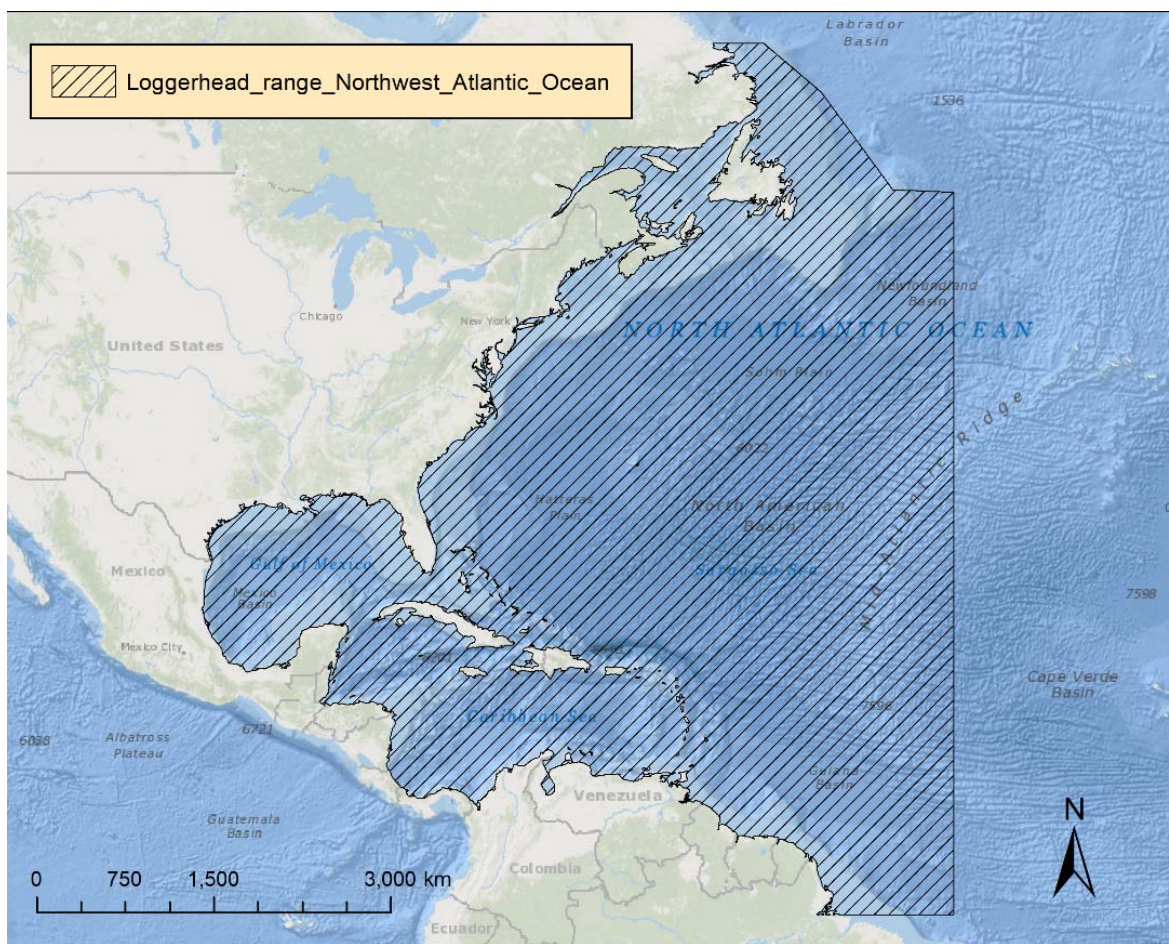 Labrador
Basin
Loggerhead_range_Northwest_Atlantic_Ocean
1536
Newfoundland
Basin
Chicago
New York
NORTH ATLANTIC OCEAN
United States
Sohm Plain
Mid-Atlantic Ridge
Hatteras
Plain
North American
Basin
Gulf of Mexico
Sargasso Sea
Mexico
Mexico
Basin
7598
Mexico City
Cape Verde
Basin
7596
Caribbean Sea
6721
Albatross
Plateau
Guiana
Basin
Venezuela
N
Guatemala
Basin
Colombia
0 750 1,500 3,000 km
Ecuador